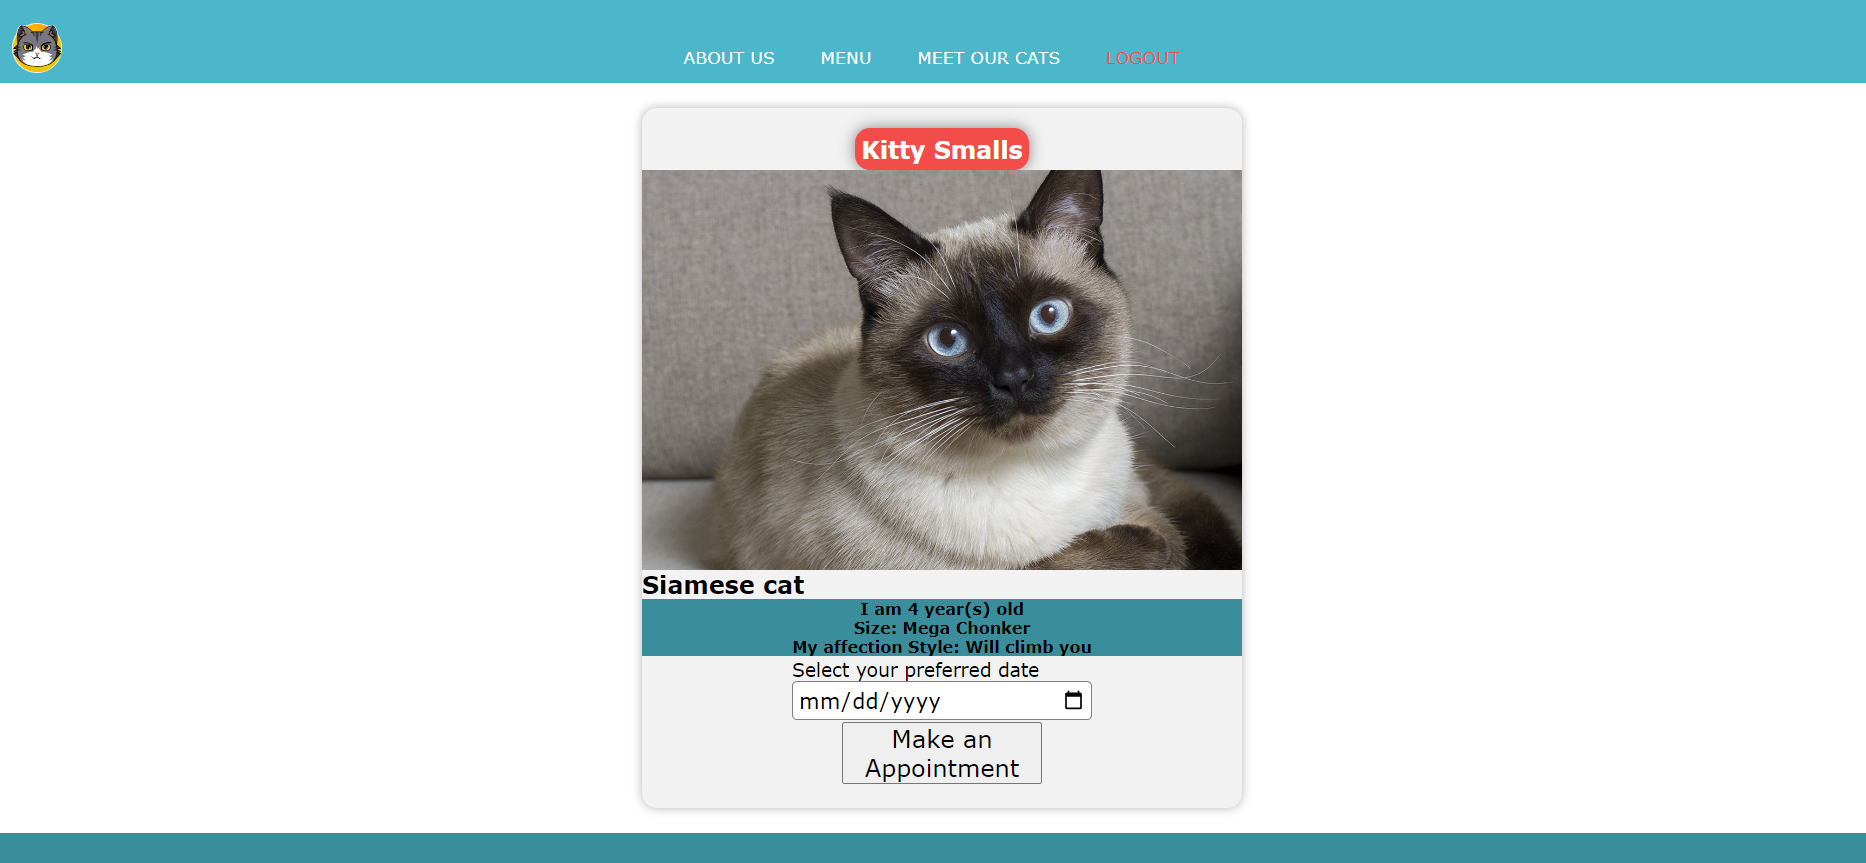 ABOUT US MENU MEET OUR CATS LOGOUT
Kitty Smalls
Siamese cat
I am 4 year(s) old
Size: Mega Chonker
My affection Style: Will climb you
Select your preferred date
mm/dd/yyyy
Make an
Appointment